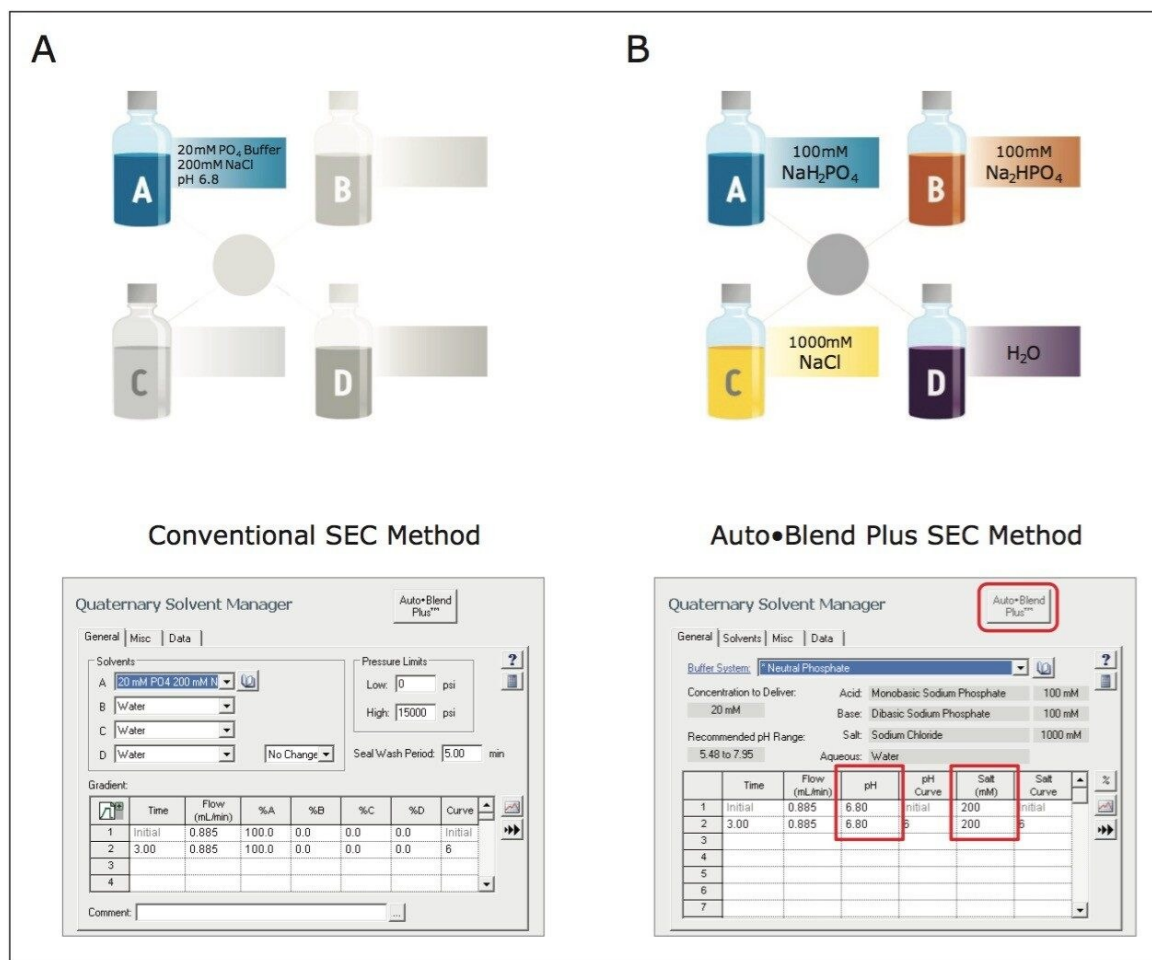 A
B
20mM PO₄ Buffer
200mM NaCl
pH 6.8
A
B
C
D
100mM
NaH₂PO₄
A
100mM
Na₂HPO₄
B
1000mM
NaCl
C
H₂O
D
Conventional SEC Method
Auto•Blend Plus SEC Method
Quaternary Solvent Manager
Auto•Blend
Plus™
General Misc Data
Solvents
A 20 mM PO4 200 mM N
B Water
C Water
D Water
No Change
Pressure Limits
Low: 0 psi
High: 15000 psi
Seal Wash Period: 5.00 min
?
Gradient:
Time Flow (mL/min) %A %B %C %D Curve
1 Initial 0.885 100.0 0.0 0.0 0.0 Initial
2 3.00 0.885 100.0 0.0 0.0 0.0 6
3
4
Comment: ...
Quaternary Solvent Manager
Auto•Blend
Plus™
General Solvents Misc Data
Buffer System: * Neutral Phosphate
?
Concentration to Deliver:
20 mM
Recommended pH Range:
5.48 to 7.95
Acid: Monobasic Sodium Phosphate 100 mM
Base: Dibasic Sodium Phosphate 100 mM
Salt: Sodium Chloride 1000 mM
Aqueous: Water
Time Flow (mL/min) pH pH Curve Salt (mM) Salt Curve
%
1 Initial 0.885 6.80 Initial 200 Initial
2 3.00 0.885 6.80 6 200 6
3
4
5
6
7